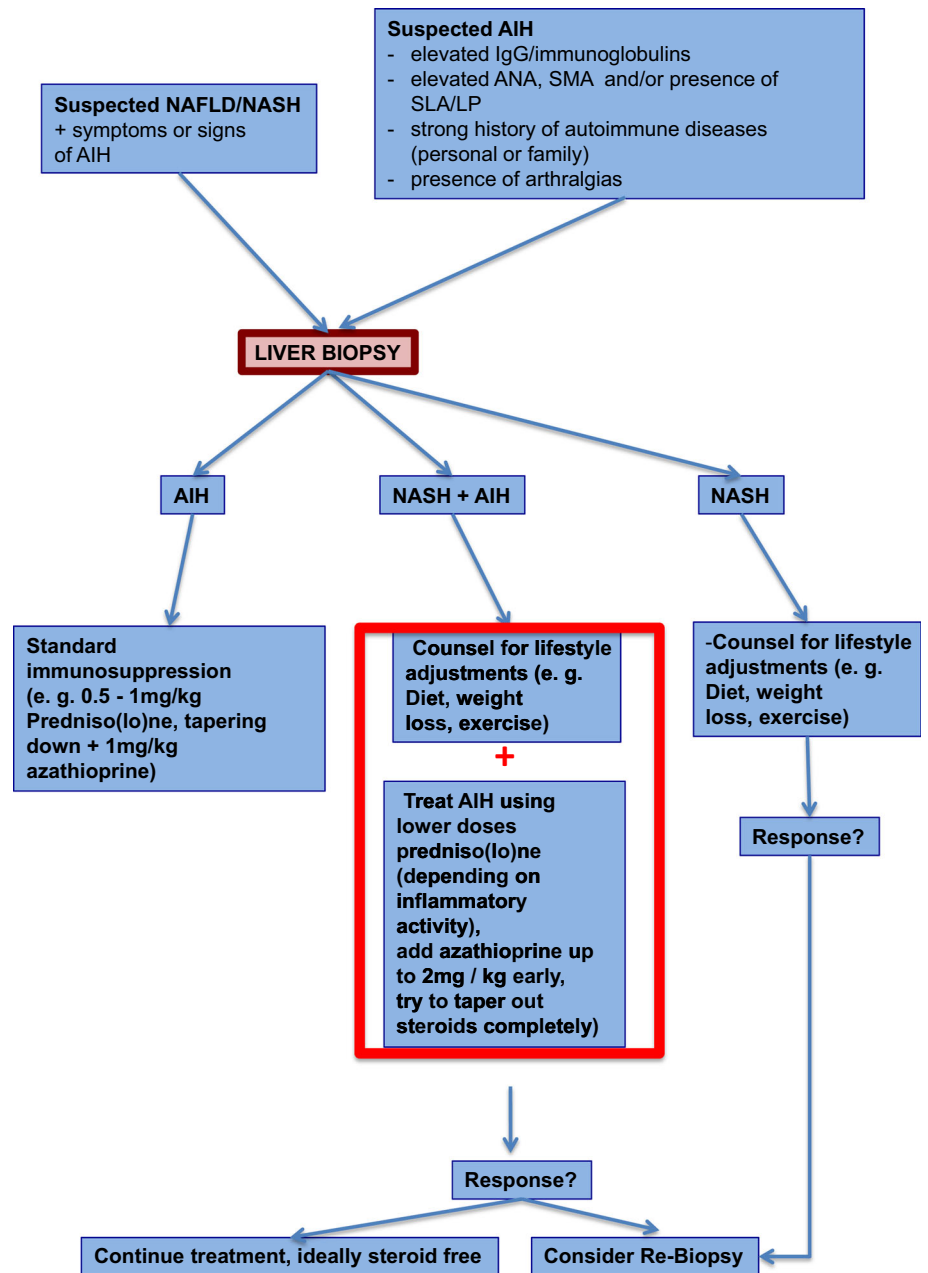 Suspected NAFLD/NASH
+ symptoms or signs
of AIH
Suspected AIH
- elevated IgG/immunoglobulins
- elevated ANA, SMA and/or presence of
SLA/LP
- strong history of autoimmune diseases
(personal or family)
- presence of arthralgias
LIVER BIOPSY
AIH
NASH + AIH
NASH
Standard
immunosuppression
(e. g. 0.5 - 1mg/kg
Predniso(lo)ne, tapering
down + 1mg/kg
azathioprine)
Counsel for lifestyle
adjustments (e. g.
Diet, weight
loss, exercise)
+
Treat AIH using
lower doses
predniso(lo)ne
(depending on
inflammatory
activity),
add azathioprine up
to 2mg / kg early,
try to taper out
steroids completely)
-Counsel for lifestyle
adjustments (e. g.
Diet, weight
loss, exercise)
Response?
Response?
Continue treatment, ideally steroid free
Consider Re-Biopsy